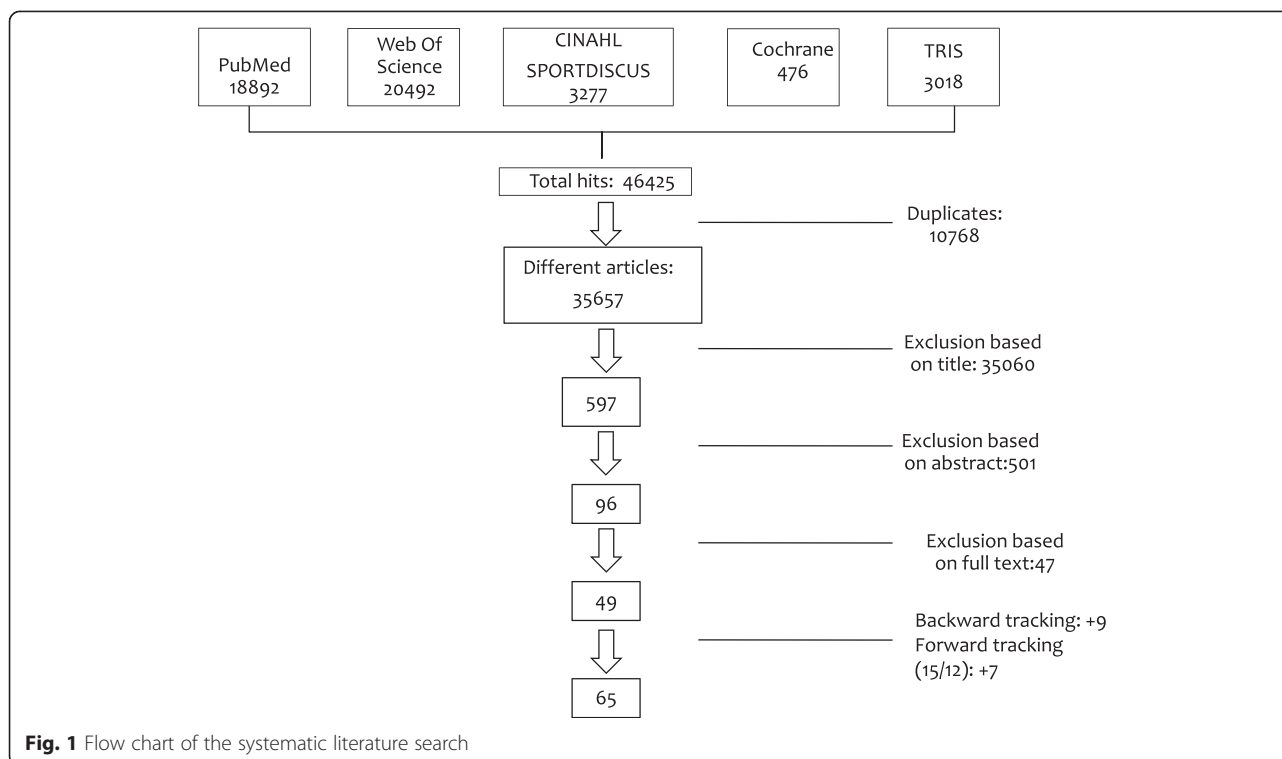 PubMed
18892
Web Of
Science
20492
CINAHL
SPORTDISCUS
3277
Cochrane
476
TRIS
3018
Total hits: 46425
Duplicates:
10768
Different articles:
35657
Exclusion based
on title: 35060
597
Exclusion based
on abstract:501
96
Exclusion based
on full text:47
49
Backward tracking: +9
Forward tracking
(15/12): +7
65
Fig. 1 Flow chart of the systematic literature search